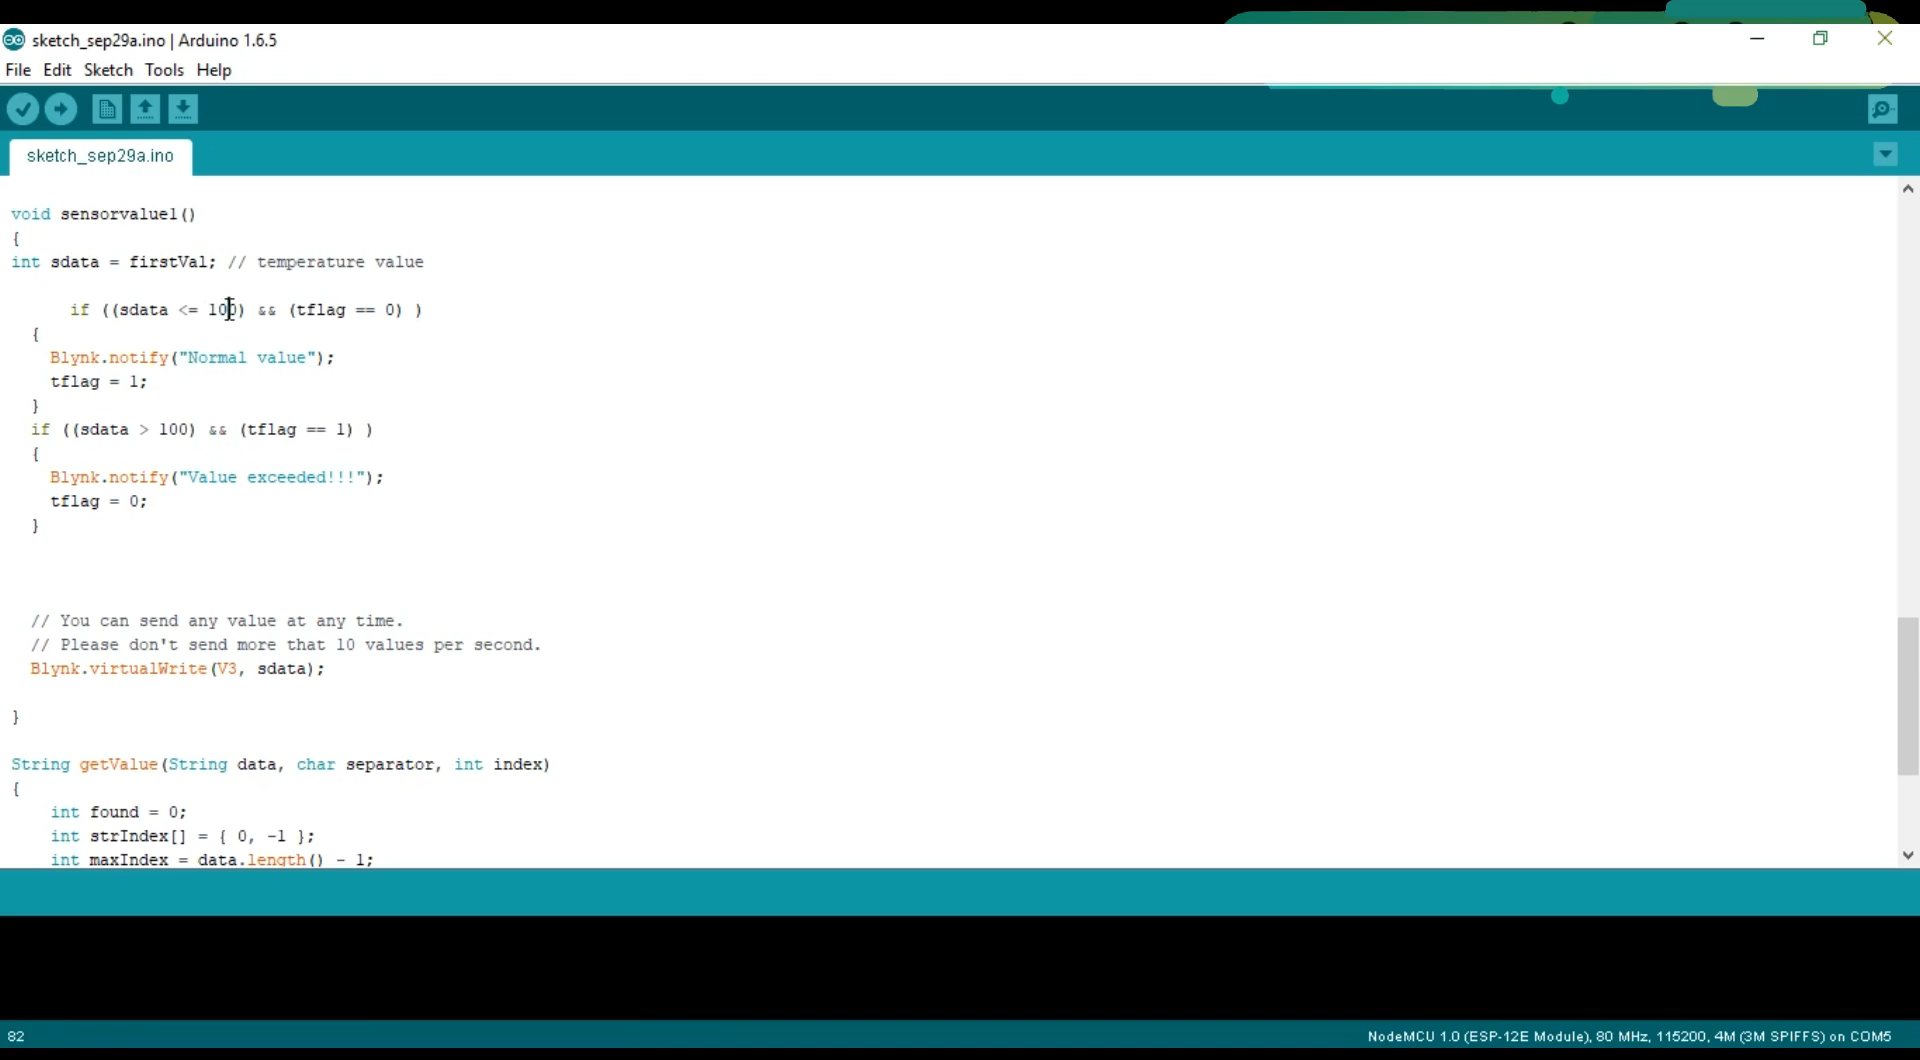 sketch_sep29a.ino | Arduino 1.6.5
File Edit Sketch Tools Help
sketch_sep29a.ino
void sensorvalue1()
{
int sdata = firstVal; // temperature value
if ((sdata <= 100) && (tflag == 0) )
{
Blynk.notify("Normal value");
tflag = 1;
}
if ((sdata > 100) && (tflag == 1) )
{
Blynk.notify("Value exceeded!!!");
tflag = 0;
}
// You can send any value at any time.
// Please don't send more that 10 values per second.
Blynk.virtualWrite(V3, sdata);
}
String getValue(String data, char separator, int index)
{
int found = 0;
int strIndex[] = { 0, -1 };
int maxIndex = data.length() - 1;
82
NodeMCU 1.0 (ESP-12E Module), 80 MHz, 115200, 4M (3M SPIFFS) on COM5